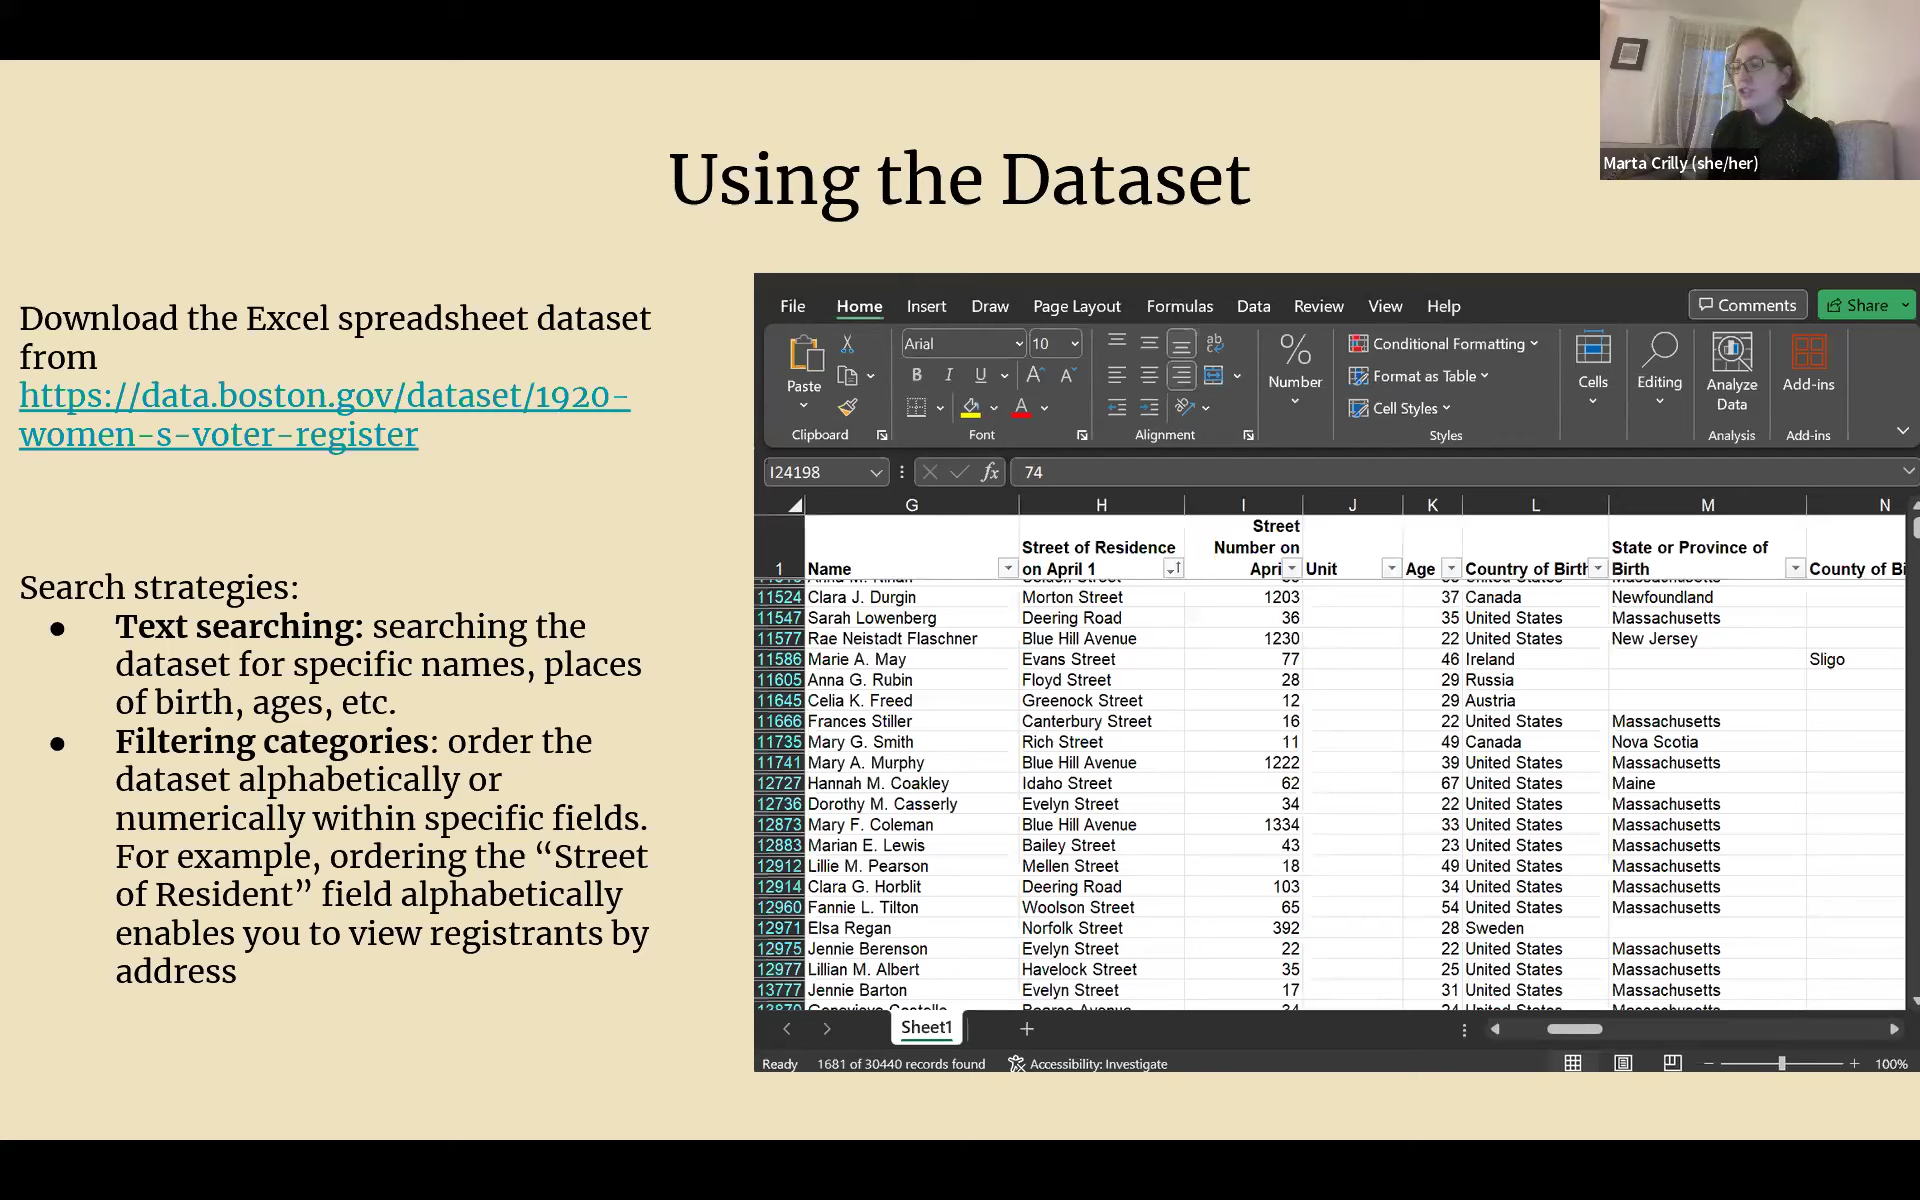 Marta Crilly (she/her)
Using the Dataset
Download the Excel spreadsheet dataset
from
https://data.boston.gov/dataset/1920-
women-s-voter-register
Search strategies:
● Text searching: searching the
dataset for specific names, places
of birth, ages, etc.
● Filtering categories: order the
dataset alphabetically or
numerically within specific fields.
For example, ordering the “Street
of Resident” field alphabetically
enables you to view registrants by
address
File Home Insert Draw Page Layout Formulas Data Review View Help Comments Share
Arial 10 Conditional Formatting
Paste B I U A A Number Format as Table Cells Editing Analyze Data Add-ins
A Cell Styles
Clipboard Font Alignment Styles Analysis Add-ins
I24198 fx 74
G H I J K L M N
1 Name Street of Residence on April 1 Street Number on Apri Unit Age Country of Birth State or Province of Birth County of Bi
11524 Clara J. Durgin Morton Street 1203 37 Canada Newfoundland
11547 Sarah Lowenberg Deering Road 36 35 United States Massachusetts
11577 Rae Neistadt Flaschner Blue Hill Avenue 1230 22 United States New Jersey
11586 Marie A. May Evans Street 77 46 Ireland Sligo
11605 Anna G. Rubin Floyd Street 28 29 Russia
11645 Celia K. Freed Greenock Street 12 29 Austria
11666 Frances Stiller Canterbury Street 16 22 United States Massachusetts
11735 Mary G. Smith Rich Street 11 49 Canada Nova Scotia
11741 Mary A. Murphy Blue Hill Avenue 1222 39 United States Massachusetts
12727 Hannah M. Coakley Idaho Street 62 67 United States Maine
12736 Dorothy M. Casserly Evelyn Street 34 22 United States Massachusetts
12873 Mary F. Coleman Blue Hill Avenue 1334 33 United States Massachusetts
12883 Marian E. Lewis Bailey Street 43 23 United States Massachusetts
12912 Lillie M. Pearson Mellen Street 18 49 United States Massachusetts
12914 Clara G. Horblit Deering Road 103 34 United States Massachusetts
12960 Fannie L. Tilton Woolson Street 65 54 United States Massachusetts
12971 Elsa Regan Norfolk Street 392 28 Sweden
12975 Jennie Berenson Evelyn Street 22 22 United States Massachusetts
12977 Lillian M. Albert Havelock Street 35 25 United States Massachusetts
13777 Jennie Barton Evelyn Street 17 31 United States Massachusetts
Sheet1
Ready 1681 of 30440 records found Accessibility: Investigate 100%